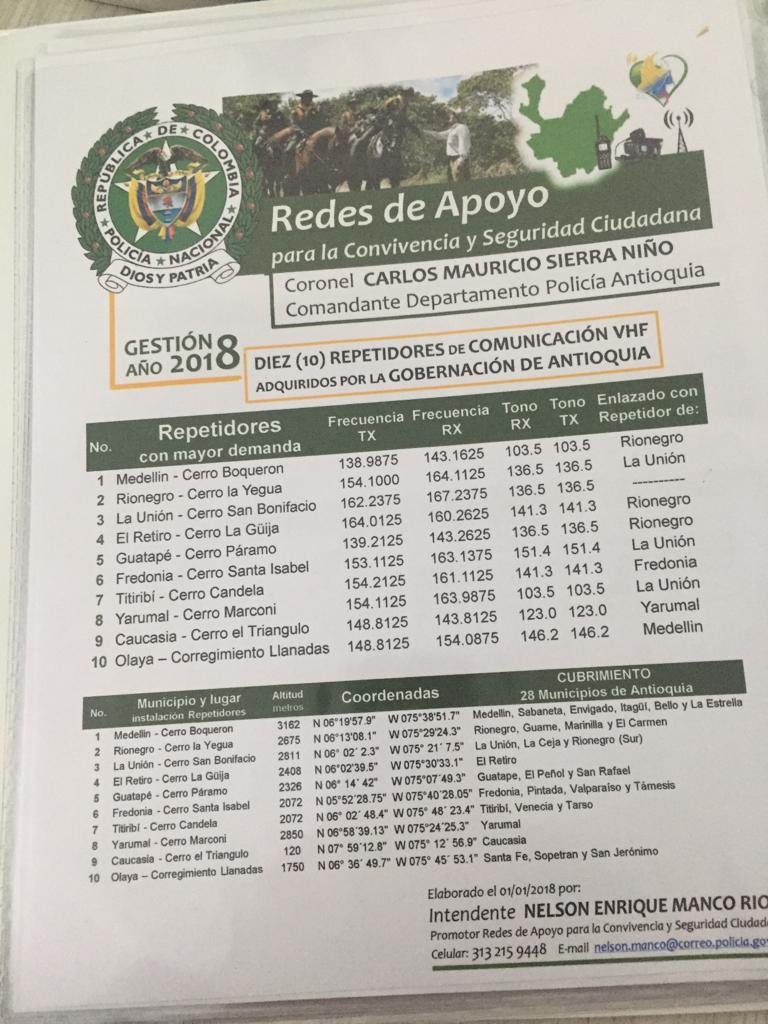 REPÚBLICA DE COLOMBIA
POLICÍA NACIONAL
DIOS Y PATRIA
Redes de Apoyo
para la Convivencia y Seguridad Ciudadana
Coronel CARLOS MAURICIO SIERRA NIÑO
Comandante Departamento Policía Antioquia
GESTIÓN
AÑO 2018
DIEZ (10) REPETIDORES DE COMUNICACIÓN VHF
ADQUIRIDOS POR LA GOBERNACIÓN DE ANTIOQUIA
No. Repetidores con mayor demanda Frecuencia TX Frecuencia RX Tono RX Tono TX Enlazado con Repetidor de:
1 Medellin - Cerro Boqueron 138.9875 143.1625 103.5 103.5 Rionegro
2 Rionegro - Cerro la Yegua 154.1000 164.1125 136.5 136.5 La Unión
3 La Unión - Cerro San Bonifacio 162.2375 167.2375 136.5 136.5 ----------
4 El Retiro - Cerro La Güija 164.0125 160.2625 141.3 141.3 Rionegro
5 Guatapé - Cerro Páramo 139.2125 143.2625 136.5 136.5 Rionegro
6 Fredonia - Cerro Santa Isabel 153.1125 163.1375 151.4 151.4 La Unión
7 Titiribí - Cerro Candela 154.2125 161.1125 141.3 141.3 Fredonia
8 Yarumal - Cerro Marconi 154.1125 163.9875 103.5 103.5 La Unión
9 Caucasia - Cerro el Triangulo 148.8125 143.8125 123.0 123.0 Yarumal
10 Olaya – Corregimiento Llanadas 148.8125 154.0875 146.2 146.2 Medellin
No. Municipio y lugar instalación Repetidores Altitud metros Coordenadas CUBRIMIENTO 28 Municipios de Antioquia
1 Medellin - Cerro Boqueron 3162 N 06°19'57.9" W 075°38'51.7" Medellin, Sabaneta, Envigado, Itagüí, Bello y La Estrella
2 Rionegro - Cerro la Yegua 2675 N 06°13'08.1" W 075°29'24.3" Rionegro, Guarne, Marinilla y El Carmen
3 La Unión - Cerro San Bonifacio 2811 N 06° 02´ 2.3" W 075° 21´ 7.5" La Unión, La Ceja y Rionegro (Sur)
4 El Retiro - Cerro La Güija 2408 N 06°02'39.5" W 075°30'33.1" El Retiro
5 Guatapé - Cerro Páramo 2326 N 06° 14´ 42" W 075°07'49.3" Guatape, El Peñol y San Rafael
6 Fredonia - Cerro Santa Isabel 2072 N 05°52'28.75" W 075°40'28.05" Fredonia, Pintada, Valparaíso y Támesis
7 Titiribí - Cerro Candela 2072 N 06° 02´ 48.4" W 075° 48´ 23.4" Titiribí, Venecia y Tarso
8 Yarumal - Cerro Marconi 2850 N 06°58'39.13" W 075°24'25.3" Yarumal
9 Caucasia - Cerro el Triangulo 120 N 07° 59'12.8" W 075° 12´ 56.9" Caucasia
10 Olaya – Corregimiento Llanadas 1750 N 06° 36´ 49.7" W 075° 45´ 53.1" Santa Fe, Sopetran y San Jerónimo
Elaborado el 01/01/2018 por:
Intendente NELSON ENRIQUE MANCO RIO
Promotor Redes de Apoyo para la Convivencia y Seguridad Ciudad
Celular: 313 215 9448 E-mail nelson.manco@correo.policia.go